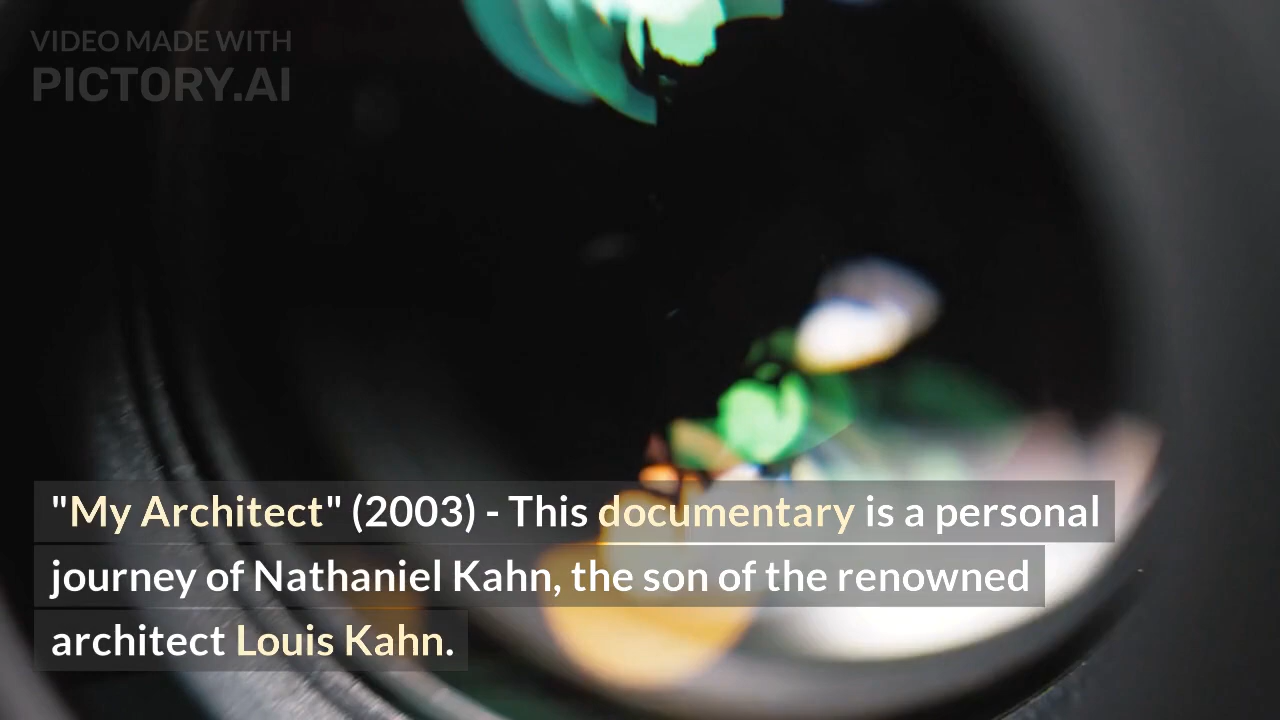 VIDEO MADE WITH
PICTORY.AI
"My Architect" (2003) - This documentary is a personal
journey of Nathaniel Kahn, the son of the renowned
architect Louis Kahn.